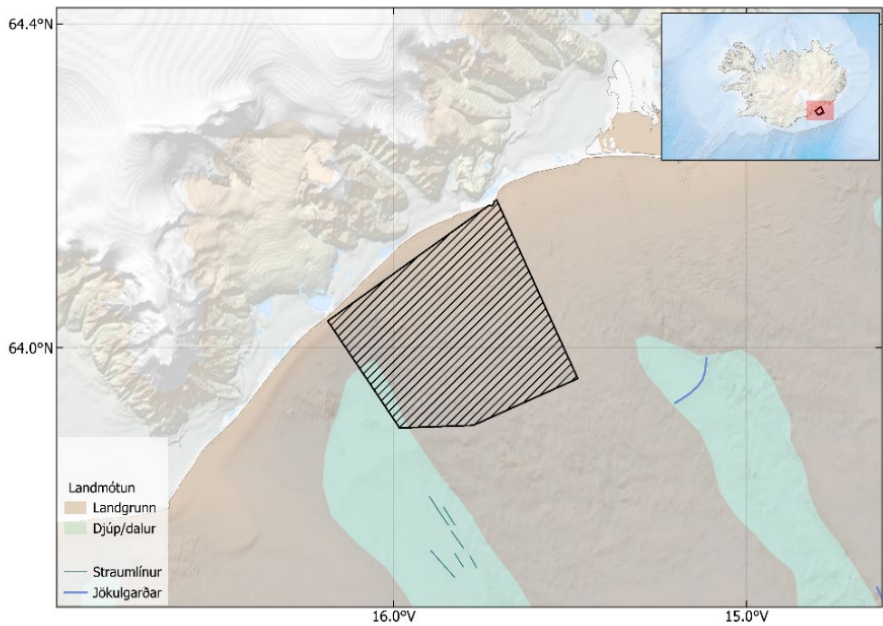 64.4°N
64.0°N
Landmótun
Landgrunn
Djúp/dalur
Straumlínur
Jökulgarðar
16.0°V
15.0°V